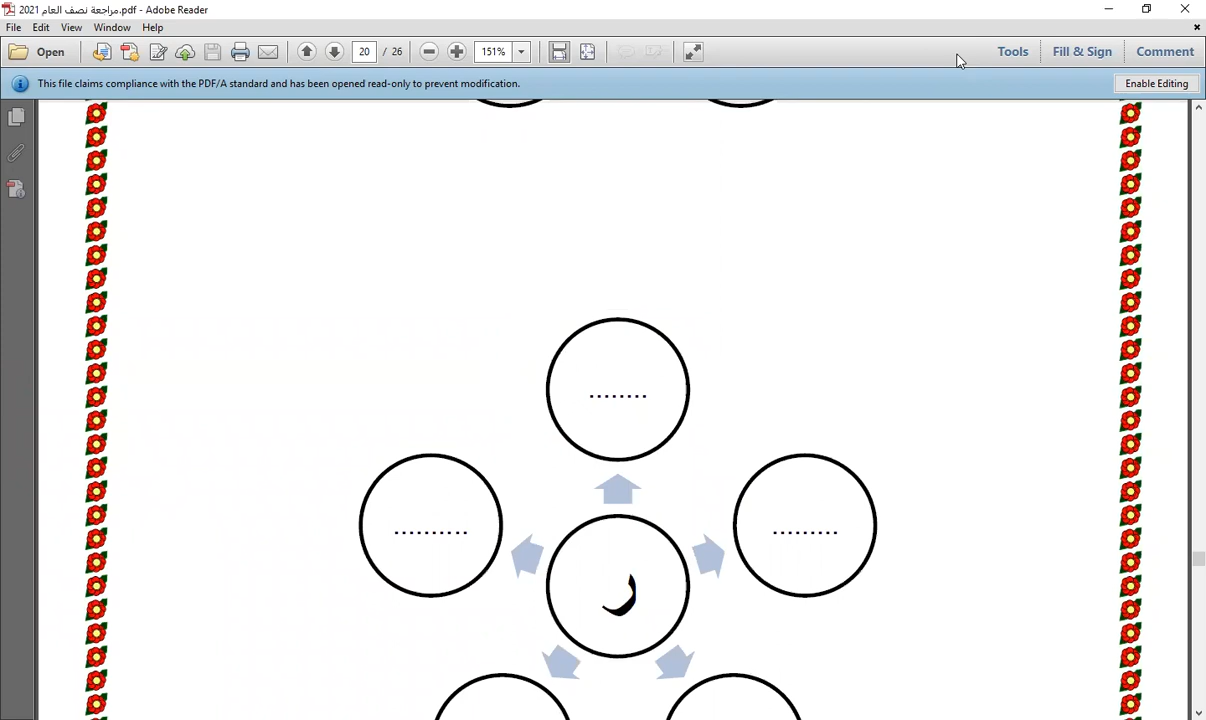 مراجعة نصف العام 2021.pdf - Adobe Reader
File Edit View Window Help
Open 20 / 26 151% Tools Fill & Sign Comment
This file claims compliance with the PDF/A standard and has been opened read-only to prevent modification. Enable Editing
........
.......... .........
ر